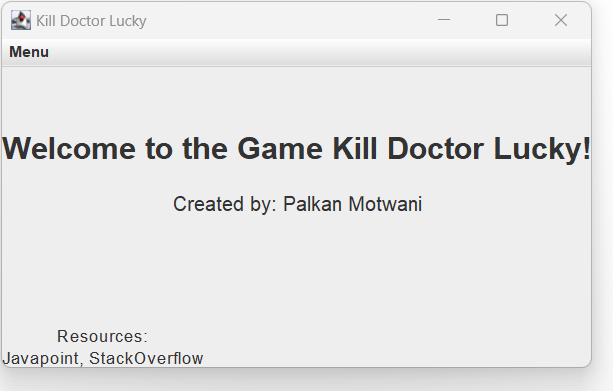 Kill Doctor Lucky
Menu
Welcome to the Game Kill Doctor Lucky!
Created by: Palkan Motwani
Resources:
Javapoint, StackOverflow